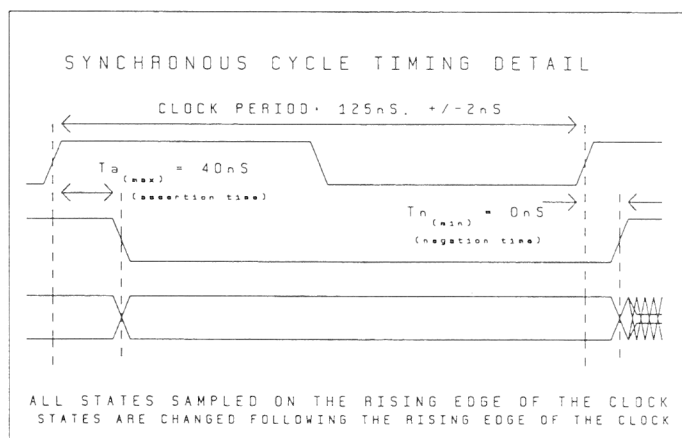 SYNCHRONOUS CYCLE TIMING DETAIL
CLOCK PERIOD: 125nS, +/-2nS
Ta(max) = 40nS
(assertion time)
Tn(min) = 0nS
(negation time)
ALL STATES SAMPLED ON THE RISING EDGE OF THE CLOCK
STATES ARE CHANGED FOLLOWING THE RISING EDGE OF THE CLOCK